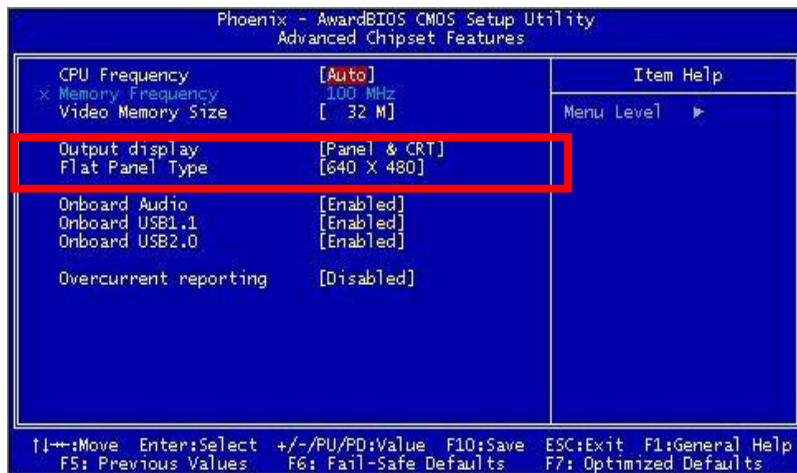 Phoenix - AwardBIOS CMOS Setup Utility
Advanced Chipset Features
CPU Frequency [Auto]
x Memory Frequency 100 MHz
Video Memory Size [ 32 M]
Output display [Panel & CRT]
Flat Panel Type [640 X 480]
Onboard Audio [Enabled]
Onboard USB1.1 [Enabled]
Onboard USB2.0 [Enabled]
Overcurrent reporting [Disabled]
Item Help
Menu Level ►
↑↓→←:Move Enter:Select +/-/PU/PD:Value F10:Save ESC:Exit F1:General Help
F5: Previous Values F6: Fail-Safe Defaults F7: Optimized Defaults